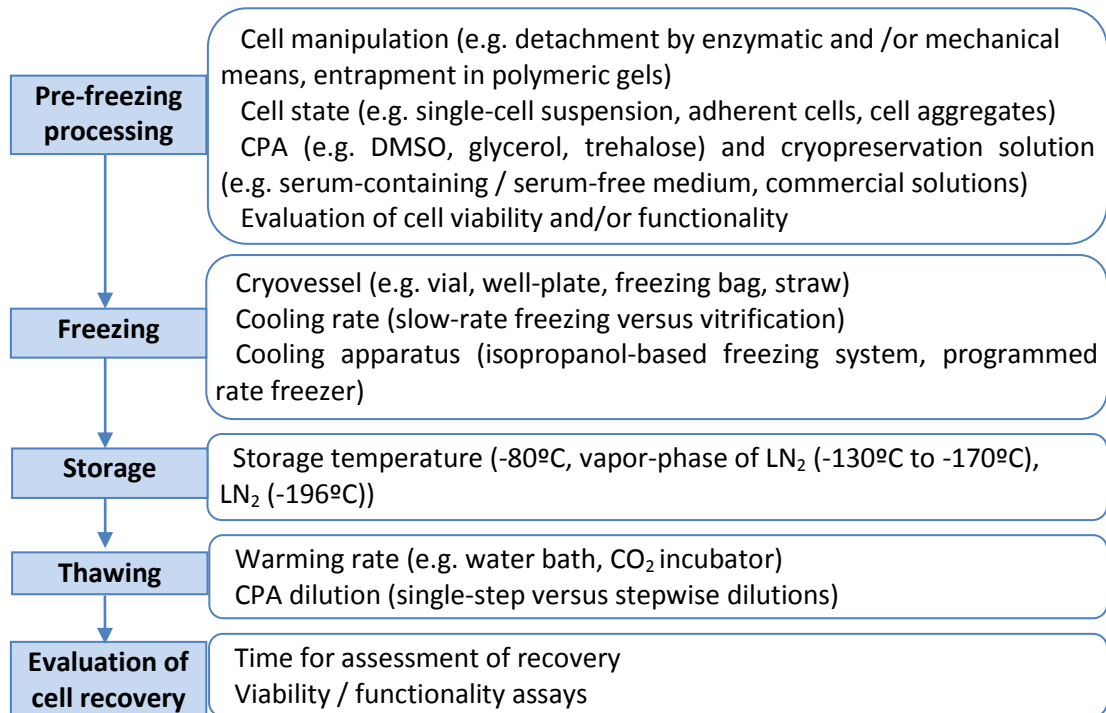 Pre-freezing
processing
Cell manipulation (e.g. detachment by enzymatic and /or mechanical
means, entrapment in polymeric gels)
Cell state (e.g. single-cell suspension, adherent cells, cell aggregates)
CPA (e.g. DMSO, glycerol, trehalose) and cryopreservation solution
(e.g. serum-containing / serum-free medium, commercial solutions)
Evaluation of cell viability and/or functionality
Freezing
Cryovessel (e.g. vial, well-plate, freezing bag, straw)
Cooling rate (slow-rate freezing versus vitrification)
Cooling apparatus (isopropanol-based freezing system, programmed
rate freezer)
Storage
Storage temperature (-80ºC, vapor-phase of LN₂ (-130ºC to -170ºC),
LN₂ (-196ºC))
Thawing
Warming rate (e.g. water bath, CO₂ incubator)
CPA dilution (single-step versus stepwise dilutions)
Evaluation of
cell recovery
Time for assessment of recovery
Viability / functionality assays